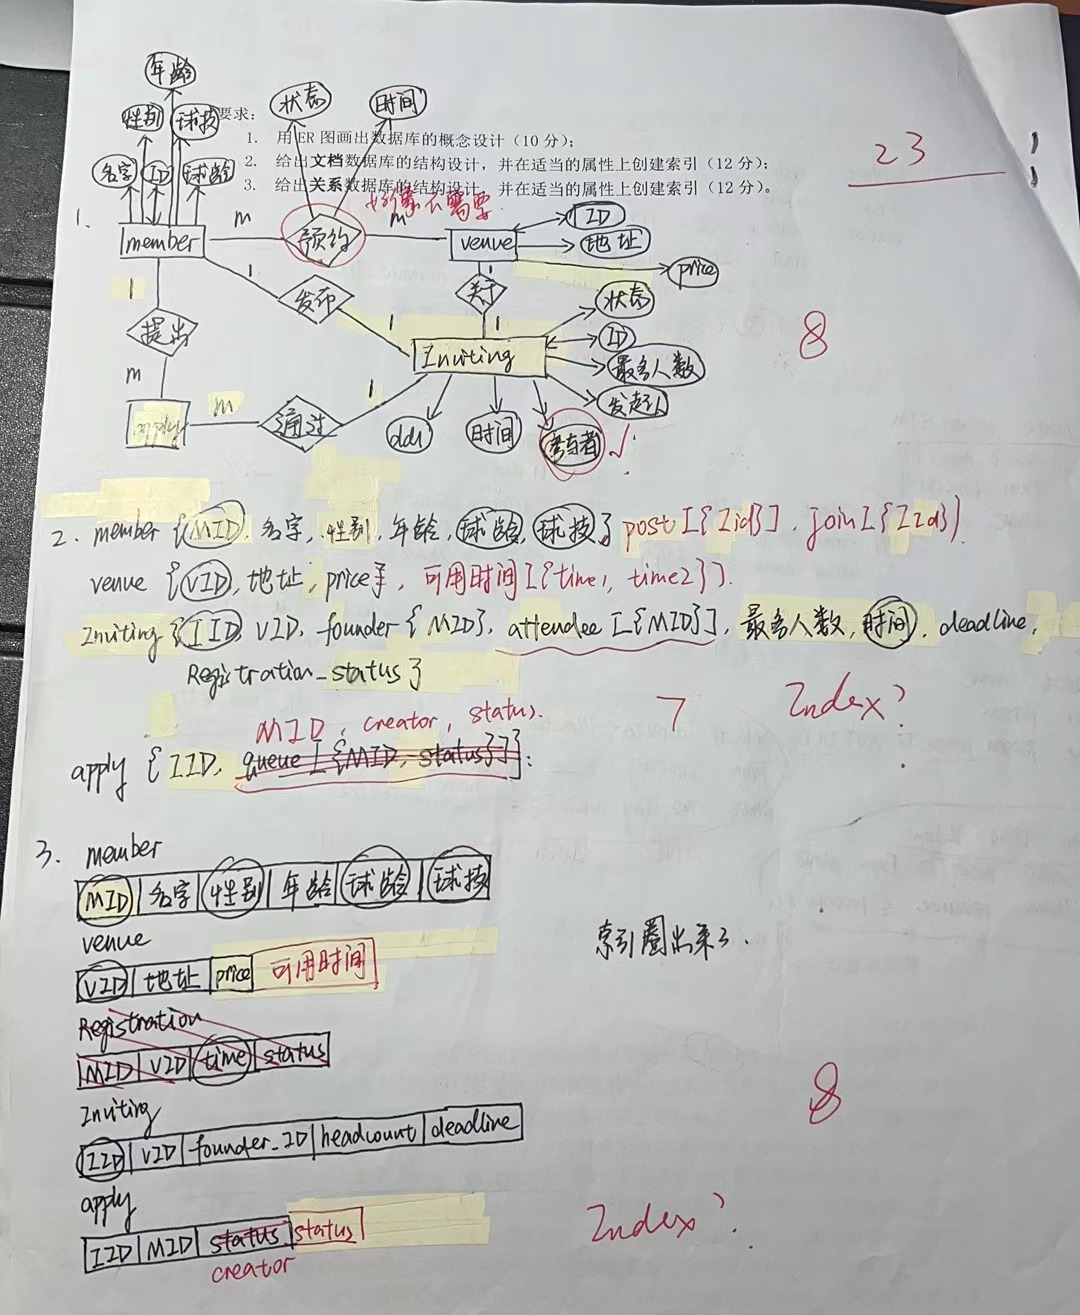 年龄
状态 时间
性别 球技 要求:
1. 用ER图画出数据库的概念设计(10分);
23
2. 给出文档数据库的结构设计,并在适当的属性上创建索引(12分);
名字 ID 球龄
3. 给出关系数据库的结构设计,并在适当的属性上创建索引(12分)。
好像不需要
1.
member m 预约 m venue ID
地址
price
1 1 发布 关于 1 状态
提出 1 1 Inviting ID
8
最多人数
m 1 发起人
apply m 通过 ddl 时间 参与者 ✓
2. member {MID, 名字, 性别, 年龄, 球龄, 球技} post [{Iid}], join [{Iid})
venue {VID, 地址, price}, 可用时间 [{time1, time2}].
Inviting {IID, VID, founder {MID}, attendee [{MID}], 最多人数, 时间, deadline,
Registration_status}
MID, creator, status. 7 Index?
apply {IID, queue [{MID, status}]};
3. member
MID 名字 性别 年龄 球龄 球技
venue 索引圈出来了.
VID 地址 price 可用时间
Registration
MID VID time status
Inviting 8
IID VID founder_ID headcount deadline
apply
IID MID status status Index?
creator